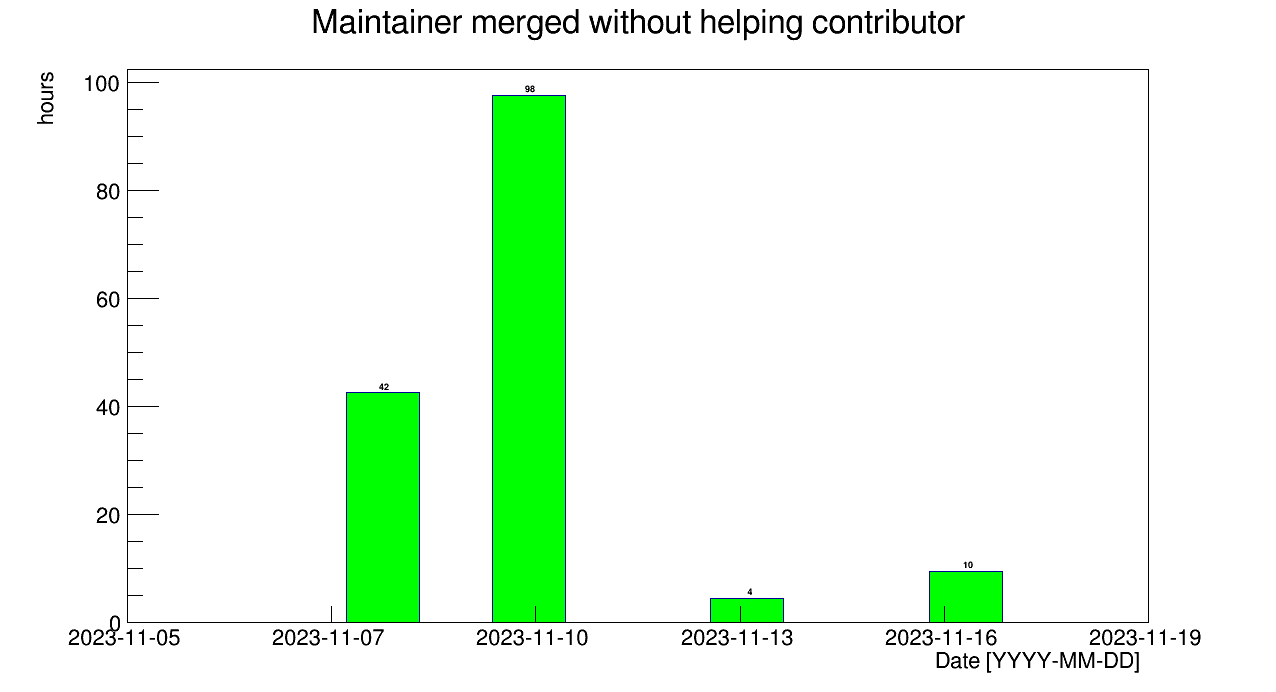 Maintainer merged without helping contributor
hours
100
80
60
40
20
0
98
42
4
10
2023-11-05 2023-11-07 2023-11-10 2023-11-13 2023-11-16 2023-11-19
Date [YYYY-MM-DD]